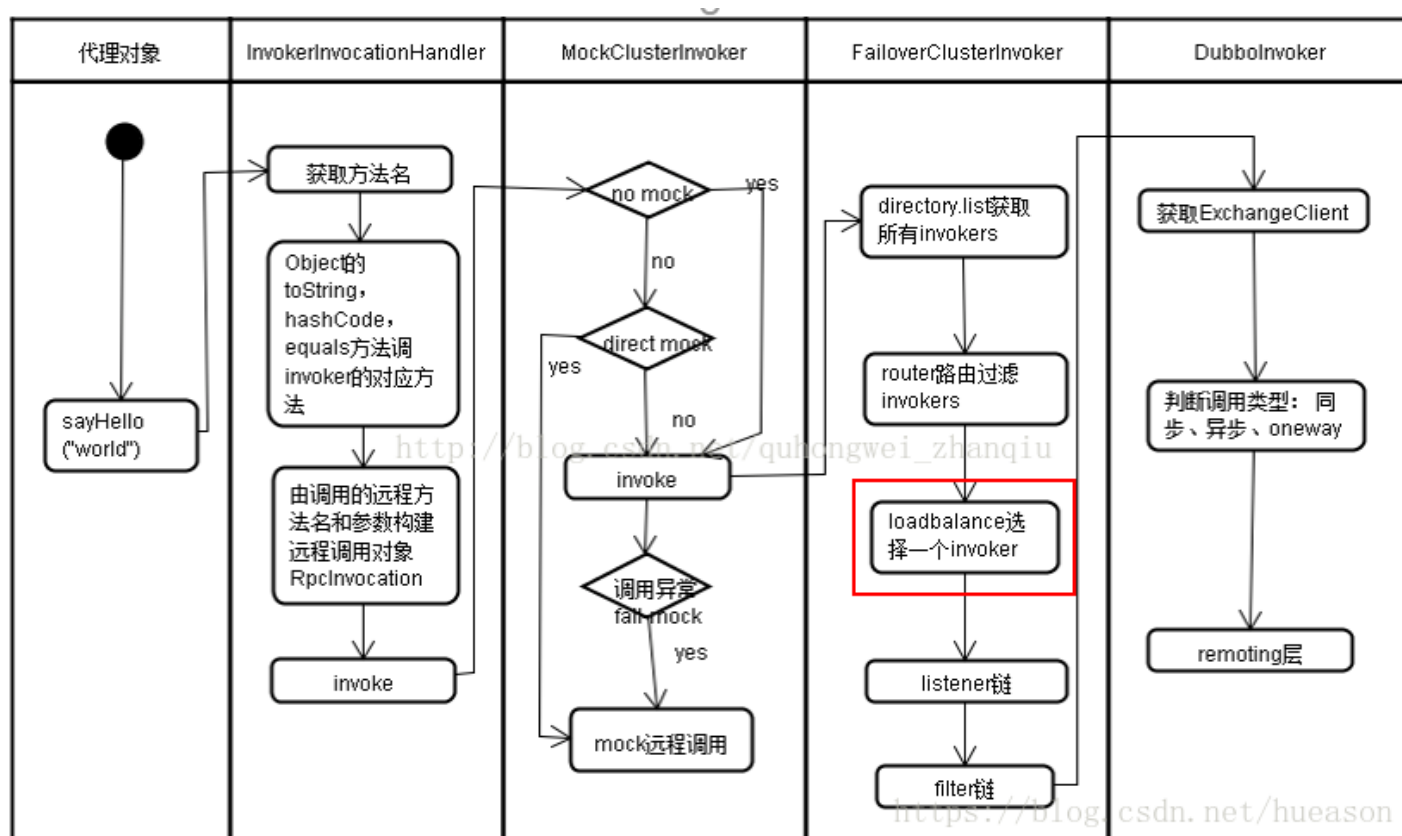 代理对象
InvokerInvocationHandler
MockClusterInvoker
FailoverClusterInvoker
DubboInvoker
sayHello
("world")
获取方法名
Object的
toString,
hashCode,
equals方法调
invoker的对应方
法
由调用的远程方
法名和参数构建
远程调用对象
RpcInvocation
invoke
no mock
yes
no
direct mock
yes
no
invoke
调用异常
fail mock
yes
mock远程调用
directory.list获取
所有invokers
router路由过滤
invokers
loadbalance选
择一个invoker
listener链
filter链
获取ExchangeClient
判断调用类型：同
步、异步、oneway
remoting层
http://blog.csdn.net/quhongwei_zhanqiu
https://blog.csdn.net/hueason